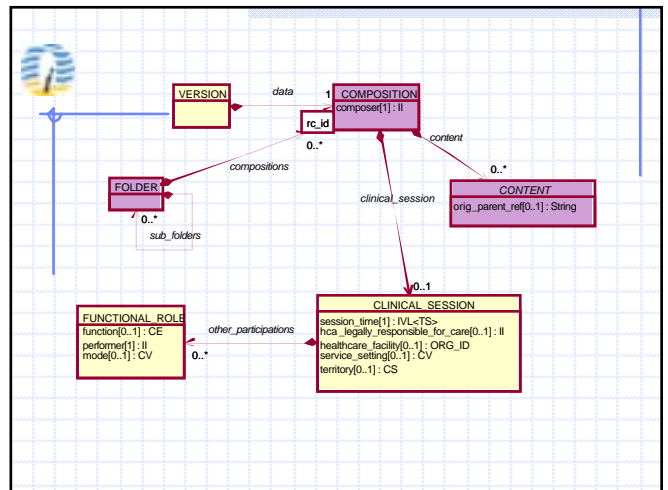 VERSION
data
1
COMPOSITION
composer[1] : II
rc_id
0..*
content
compositions
0..*
FOLDER
clinical_session
CONTENT
orig_parent_ref[0..1] : String
0..*
sub_folders
0..1
CLINICAL_SESSION
session_time[1] : IVL<TS>
hca_legally_responsible_for_care[0..1] : II
healthcare_facility[0..1] : ORG_ID
service_setting[0..1] : CV
territory[0..1] : CS
FUNCTIONAL_ROLE
function[0..1] : CE
performer[1] : II
mode[0..1] : CV
other_participations
0..*